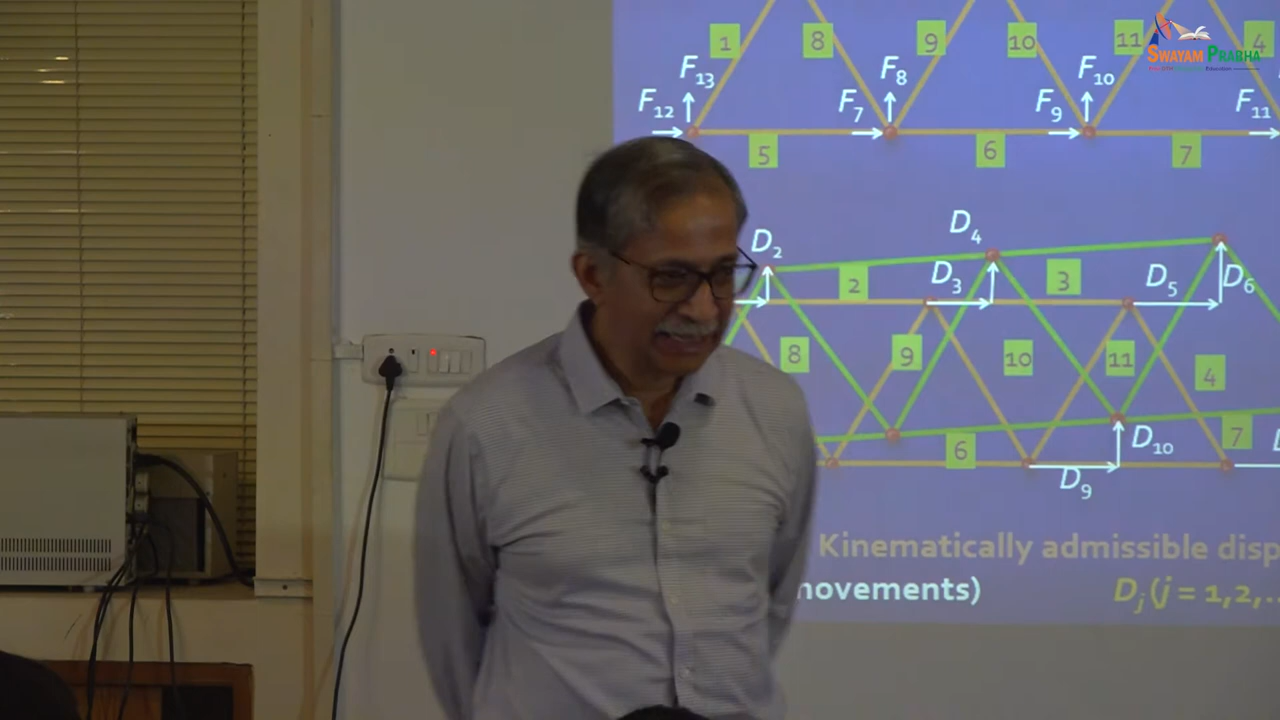 1 8 9 10 11 4
SWAYAM PRABHA
F13 F8 F10
F12 F7 F9 F11
5 6 7
D2 D4
2 D3 3 D5 D6
8 9 10 11 4
6 D10 7
D9
Kinematically admissible disp
movements) Dj (j = 1,2,..